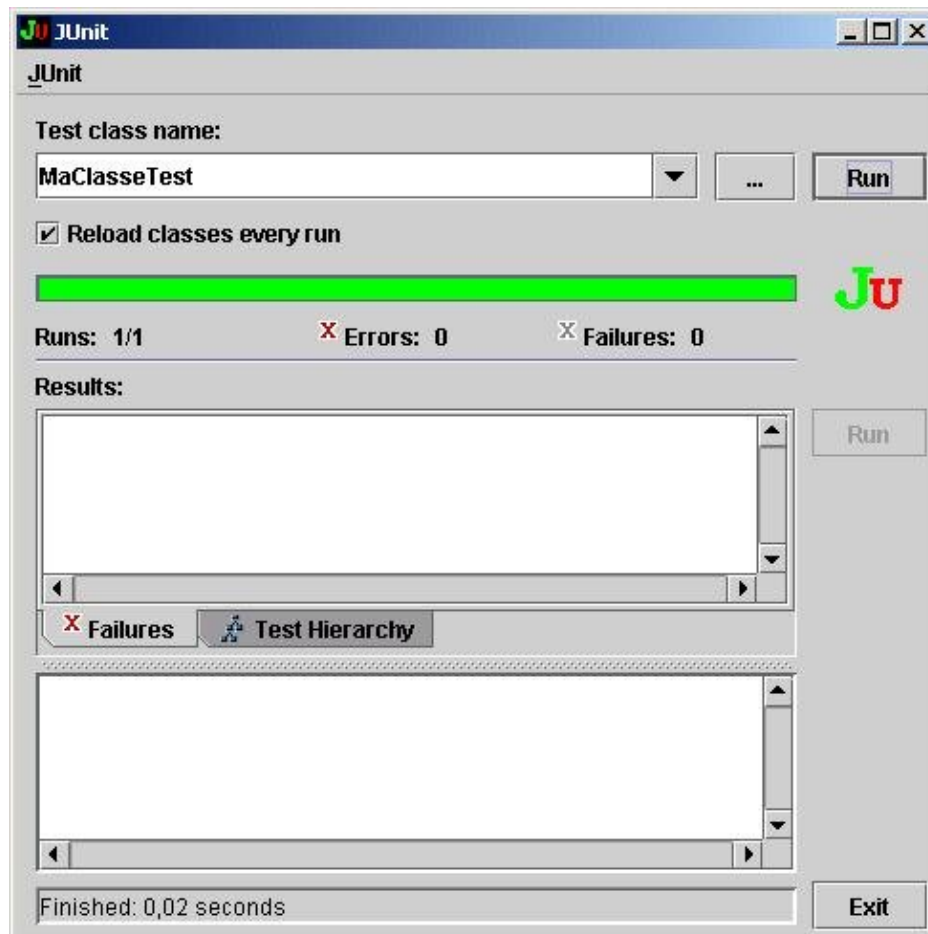 JU JUnit
JUnit
Test class name:
MaClasseTest ... Run
Reload classes every run
JU
Runs: 1/1 X Errors: 0 X Failures: 0
Results:
Run
X Failures Test Hierarchy
Finished: 0,02 seconds Exit